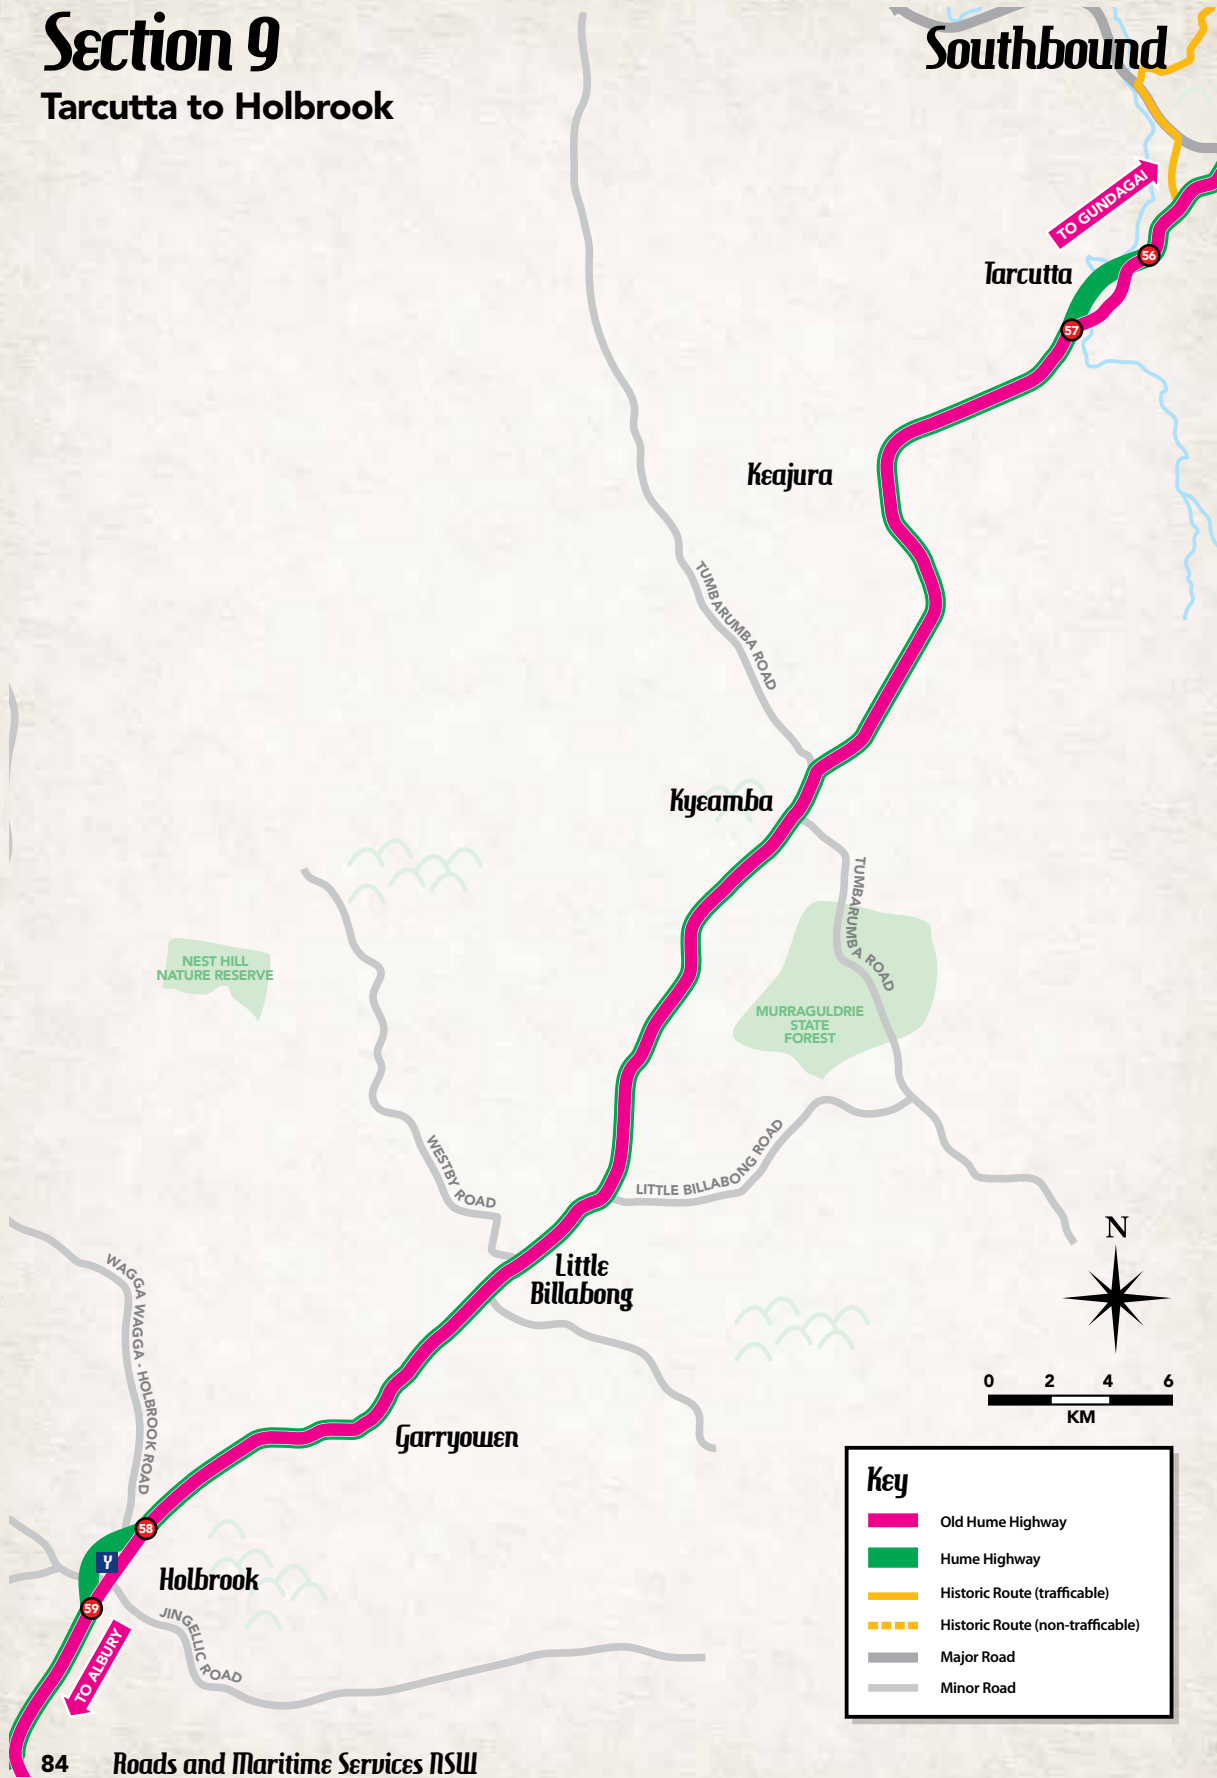 Section 9
Tarcutta to Holbrook
Southbound
TO GUNDAGAI
56
Tarcutta
57
Keajura
TUMBARUMBA ROAD
Kyeamba
TUMBARUMBA ROAD
NEST HILL
NATURE RESERVE
MURRAGULDRIE
STATE
FOREST
WESTBY ROAD
LITTLE BILLABONG ROAD
N
Little
Billabong
WAGGA WAGGA - HOLBROOK ROAD
0 2 4 6
KM
Garryowen
58
Y
Holbrook
59
JINGELLIC ROAD
TO ALBURY
Key
Old Hume Highway
Hume Highway
Historic Route (trafficable)
Historic Route (non-trafficable)
Major Road
Minor Road
84 Roads and Maritime Services NSW